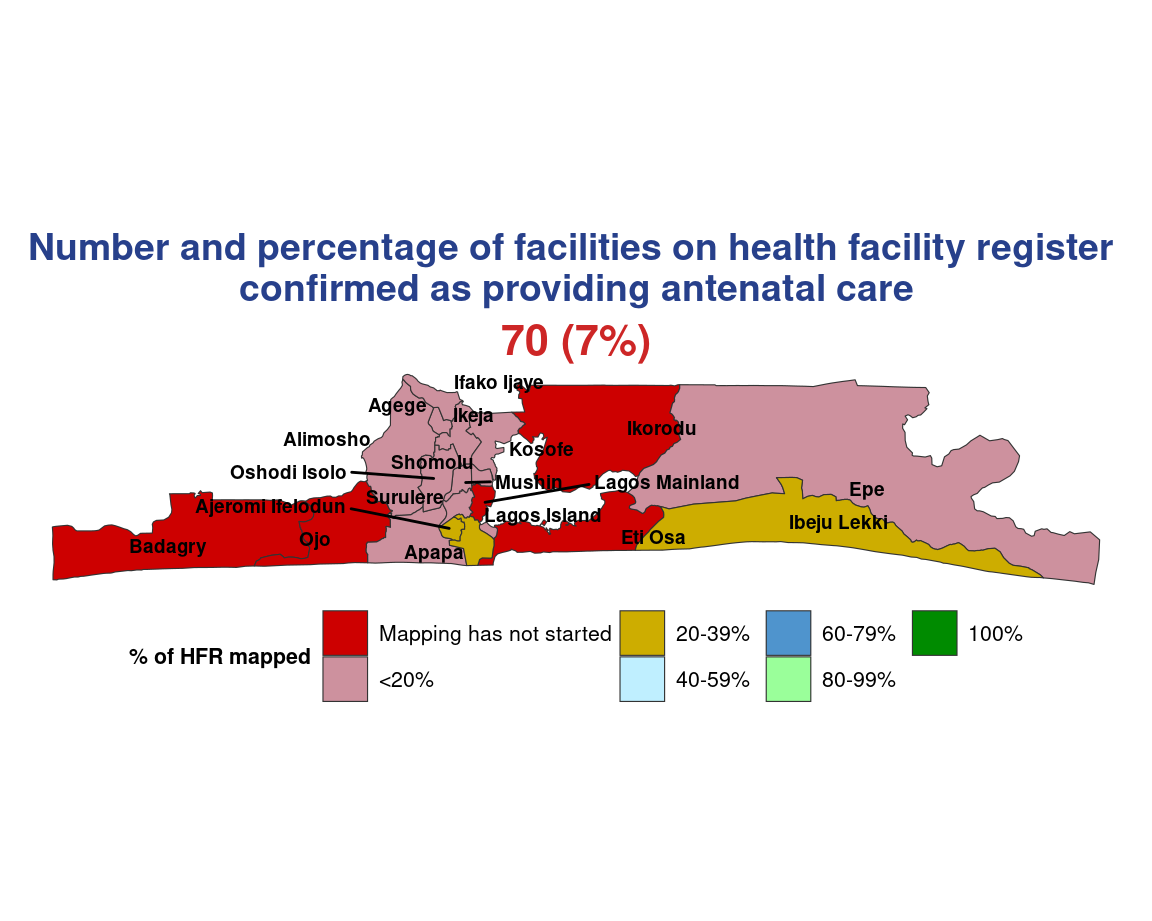 Number and percentage of facilities on health facility register
confirmed as providing antenatal care
70 (7%)
Ifako Ijaye
Agege
Ikeja
Ikorodu
Alimosho
Kosofe
Shomolu
Oshodi Isolo
Mushin
Lagos Mainland
Epe
Surulere
Ajeromi Ifelodun
Lagos Island
Ibeju Lekki
Eti Osa
Ojo
Badagry
Apapa
% of HFR mapped
Mapping has not started
<20%
20-39%
40-59%
60-79%
80-99%
100%